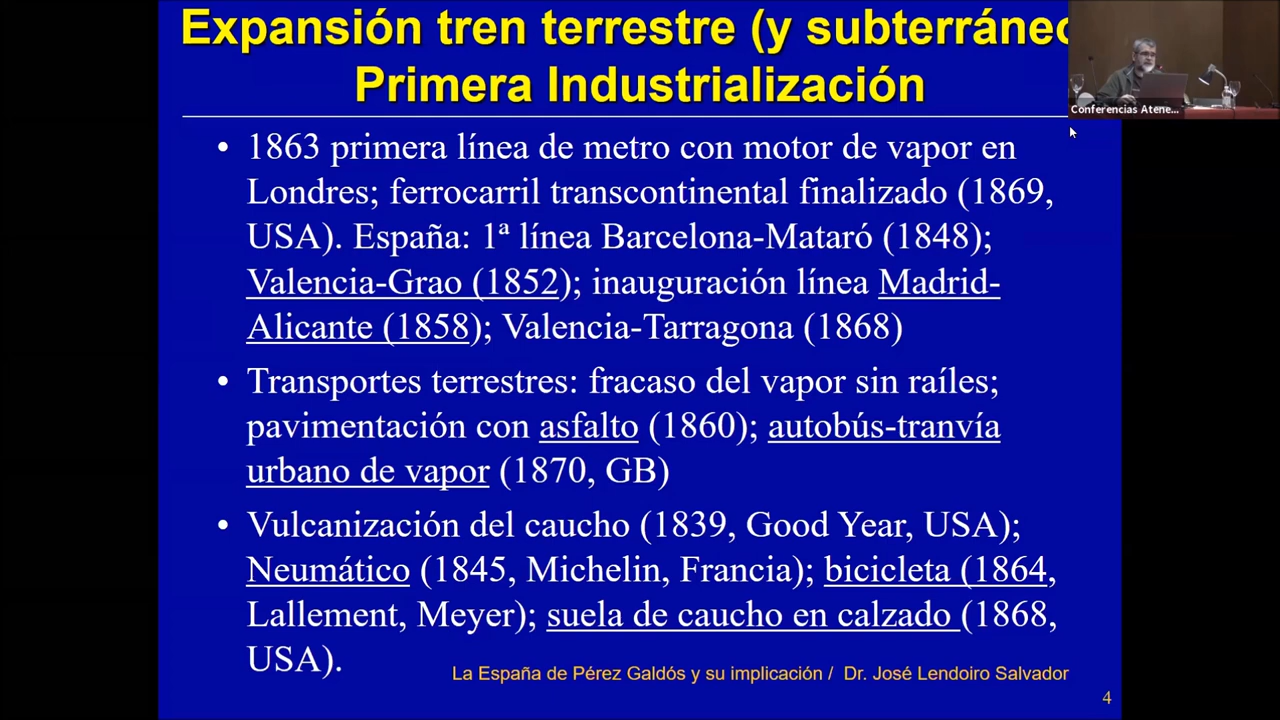 Expansión tren terrestre (y subterráneo
Primera Industrialización
Conferencias Atene...
• 1863 primera línea de metro con motor de vapor en
Londres; ferrocarril transcontinental finalizado (1869,
USA). España: 1ª línea Barcelona-Mataró (1848);
Valencia-Grao (1852); inauguración línea Madrid-
Alicante (1858); Valencia-Tarragona (1868)
• Transportes terrestres: fracaso del vapor sin raíles;
pavimentación con asfalto (1860); autobús-tranvía
urbano de vapor (1870, GB)
• Vulcanización del caucho (1839, Good Year, USA);
Neumático (1845, Michelin, Francia); bicicleta (1864,
Lallement, Meyer); suela de caucho en calzado (1868,
USA).
La España de Pérez Galdós y su implicación / Dr. José Lendoiro Salvador
4